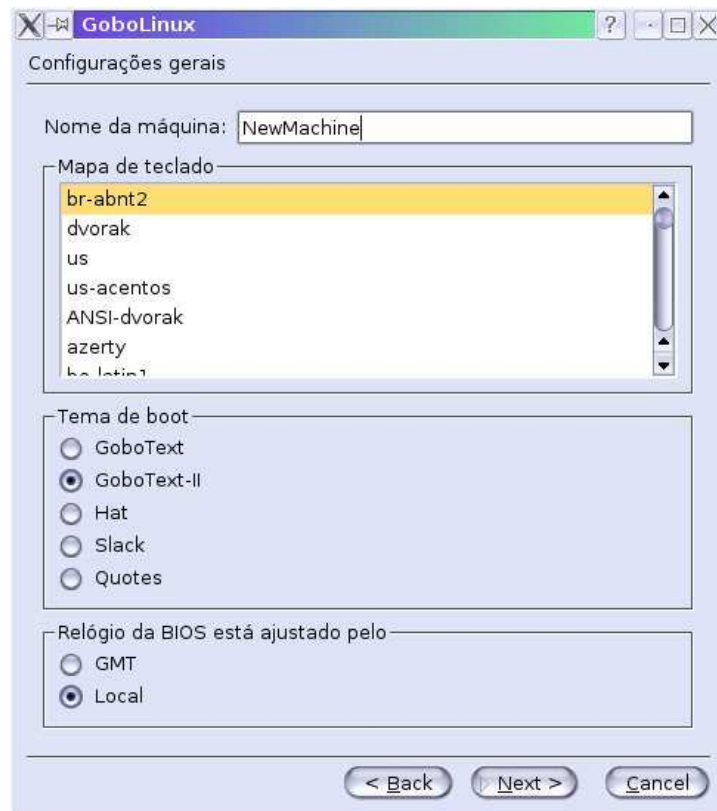 GoboLinux
Configurações gerais
Nome da máquina: NewMachine
Mapa de teclado
br-abnt2
dvorak
us
us-acentos
ANSI-dvorak
azerty
Tema de boot
GoboText
GoboText-II
Hat
Slack
Quotes
Relógio da BIOS está ajustado pelo
GMT
Local
< Back Next > Cancel